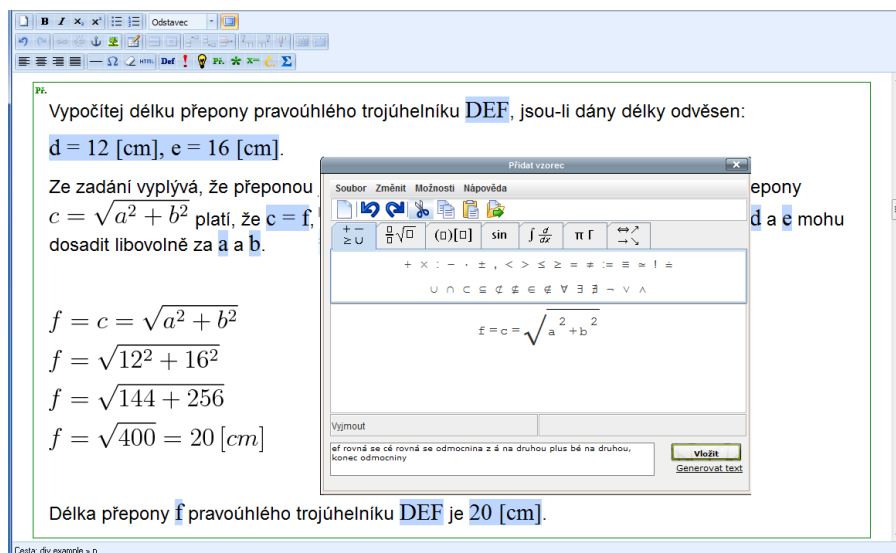 B I x, x² Odstavec
HTML Def ! Př. X=
Př.
Vypočítej délku přepony pravoúhlého trojúhelníku DEF, jsou-li dány délky odvěsen:
d = 12 [cm], e = 16 [cm].
Přidat vzorec
Ze zadání vyplývá, že přeponou
epony
c = √(a² + b²) platí, že c = f,
d a e mohu
dosadit libovolně za a a b.
Soubor Změnit Možnosti Nápověda
+ − ≥ ∪ □/□ √□ (□)[□] sin ∫ d/dx π Γ ⇔ ↗ → ↘
+ × : − · ± , < > ≤ ≥ = ≠ := ≡ ≃ ! ≐
∪ ∩ ⊂ ⊆ ⊄ ⊈ ∈ ∉ ∀ ∃ ∄ ¬ ∨ ∧
f = c = √(a² + b²)
f = c = √(a² + b²)
f = √(12² + 16²)
f = √(144 + 256)
f = √400 = 20 [cm]
Vyjmout
ef rovná se cé rovná se odmocnina z á na druhou plus bé na druhou,
konec odmocniny
Vložit
Generovat text
Délka přepony f pravoúhlého trojúhelníku DEF je 20 [cm].
Cesta: div.example » p